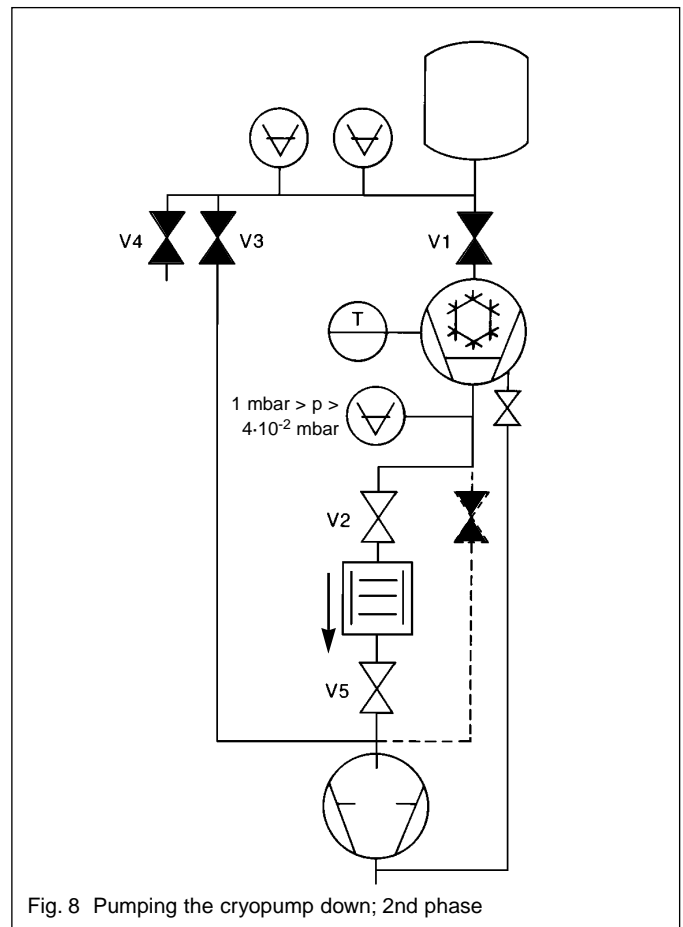 V4
V3
V1
T
1 mbar > p >
4·10⁻² mbar
V2
V5
Fig. 8 Pumping the cryopump down; 2nd phase